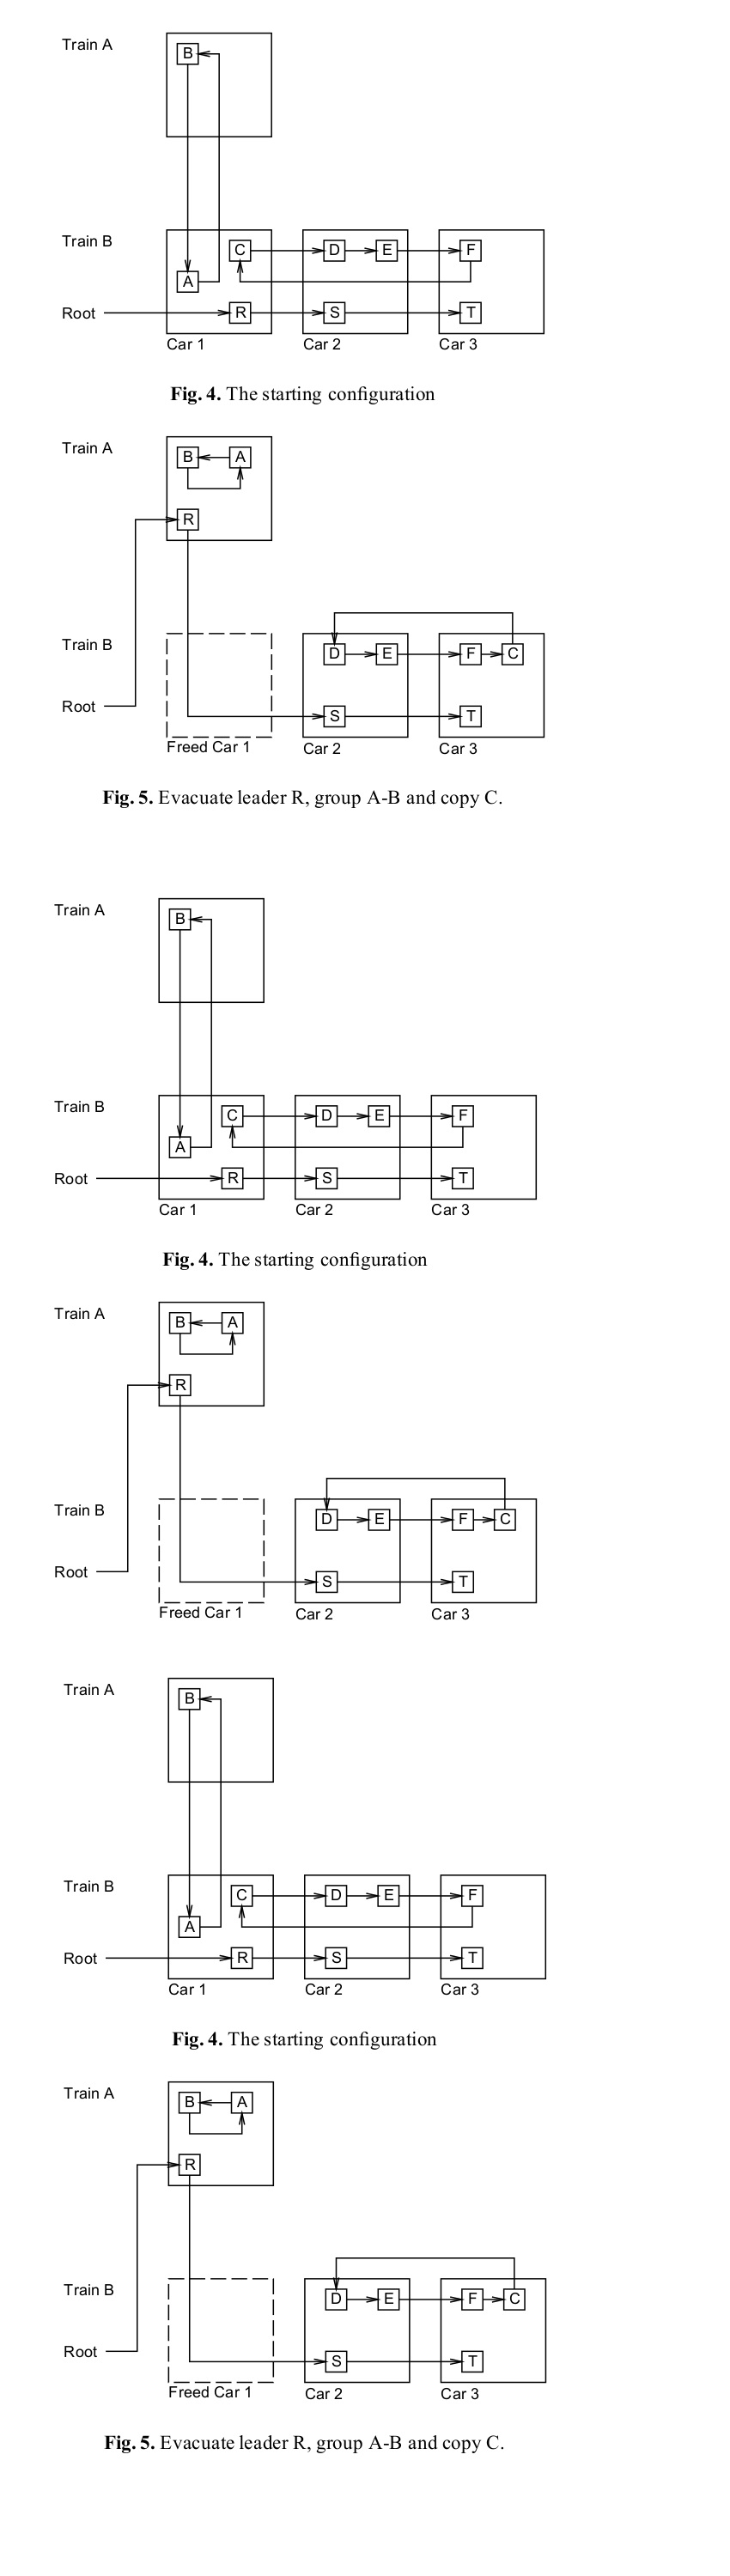 Train A
B
Train B
C D E F
A
Root R S T
Car 1 Car 2 Car 3
Fig. 4. The starting configuration
Train A
B A
R
Train B
D E F C
Root
S T
Freed Car 1 Car 2 Car 3
Fig. 5. Evacuate leader R, group A-B and copy C.
Train A
B
Train B
C D E F
A
Root R S T
Car 1 Car 2 Car 3
Fig. 4. The starting configuration
Train A
B A
R
Train B
D E F C
Root
S T
Freed Car 1 Car 2 Car 3
Train A
B
Train B
C D E F
A
Root R S T
Car 1 Car 2 Car 3
Fig. 4. The starting configuration
Train A
B A
R
Train B
D E F C
Root
S T
Freed Car 1 Car 2 Car 3
Fig. 5. Evacuate leader R, group A-B and copy C.